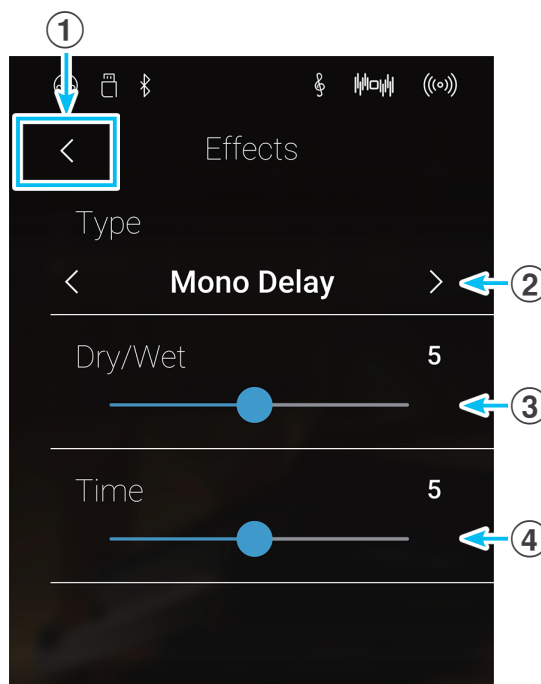 ①
Effects
Type
Mono Delay ②
Dry/Wet 5
③
Time 5
④